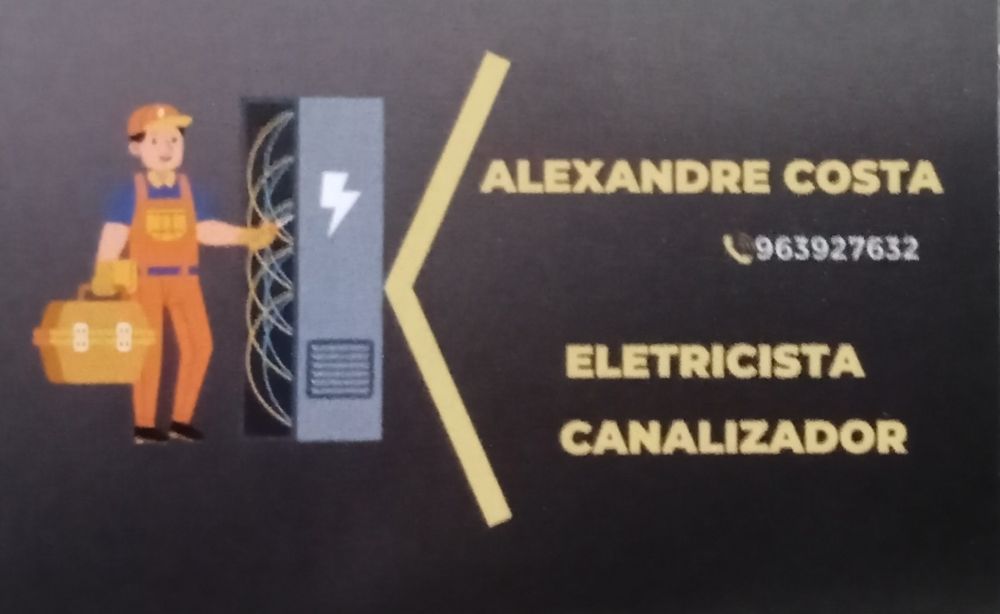 ALEXANDRE COSTA
963927632
ELETRICISTA
CANALIZADOR